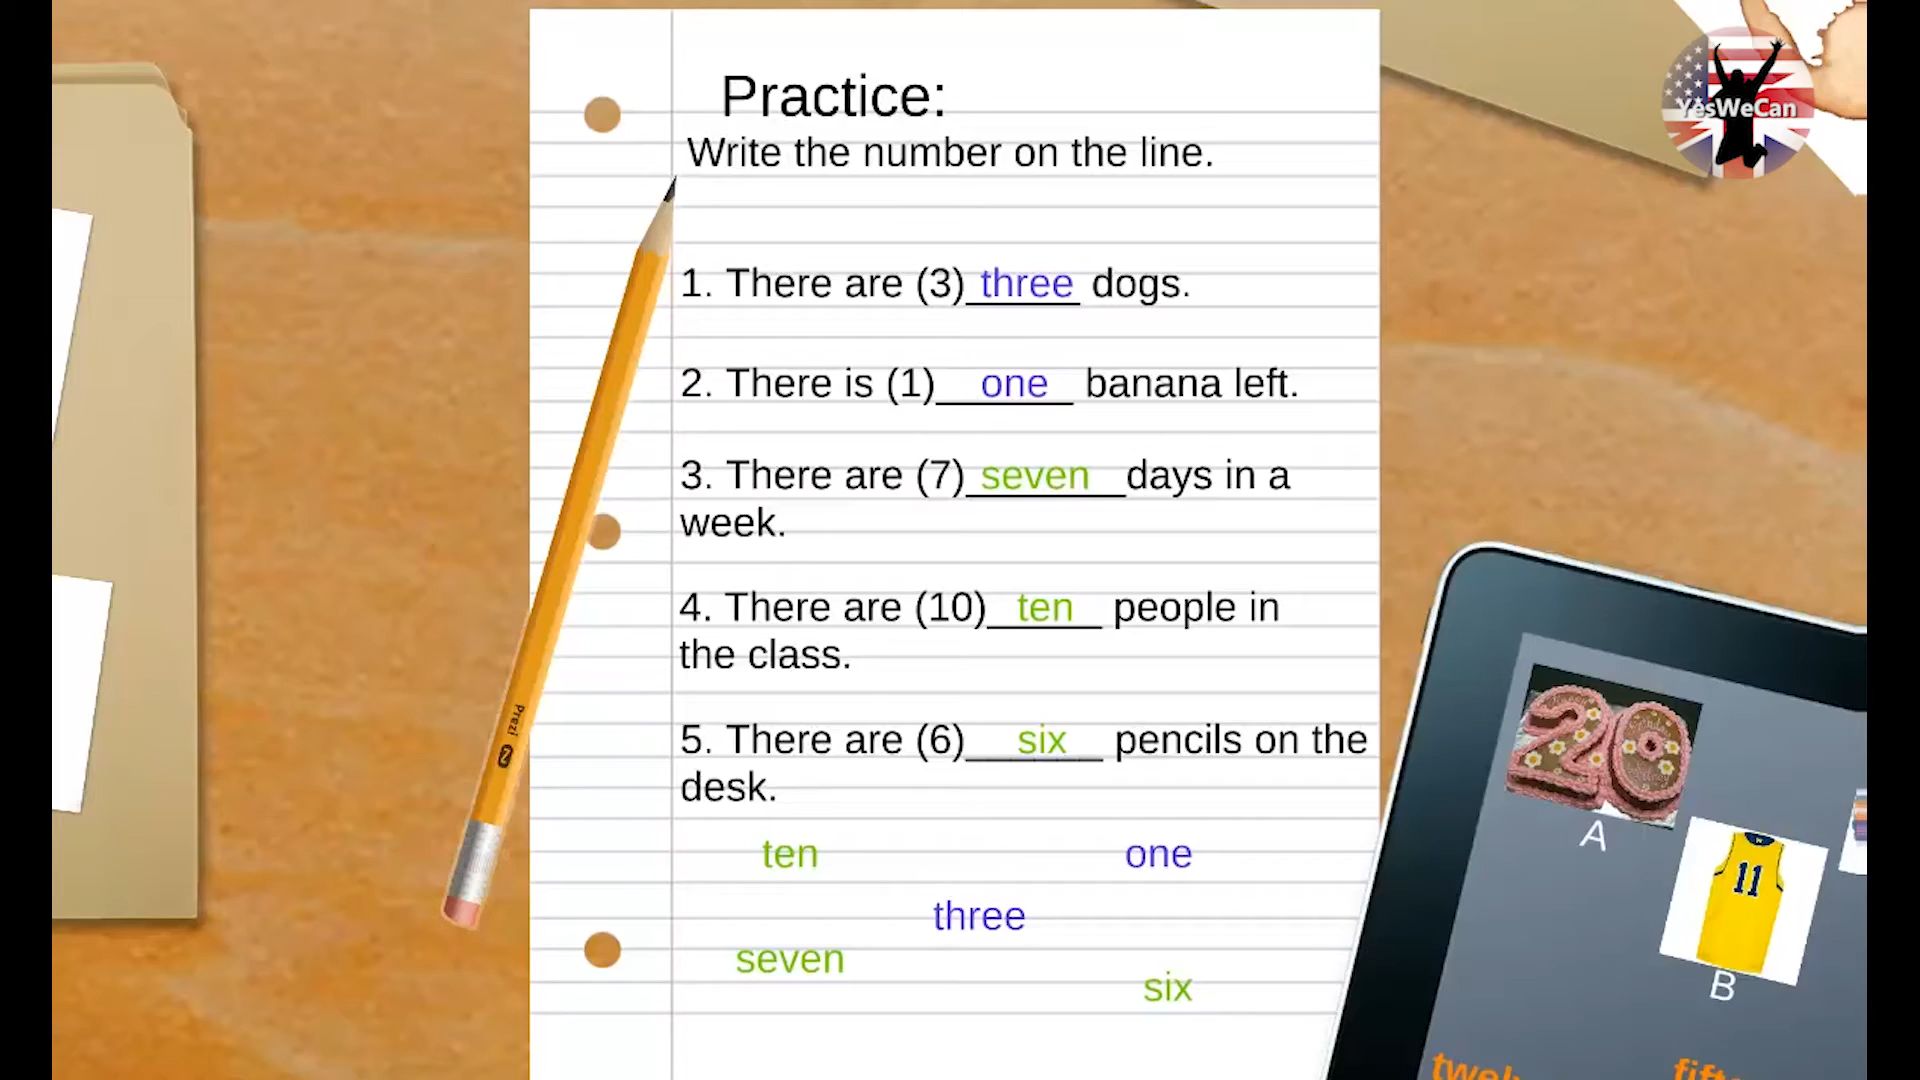 Practice:
Write the number on the line.
1. There are (3) three dogs.
2. There is (1) one banana left.
3. There are (7) seven days in a
week.
4. There are (10) ten people in
the class.
5. There are (6) six pencils on the
desk.
ten
one
three
seven
six
YesWeCan
Prezi 2
20
A
11
B